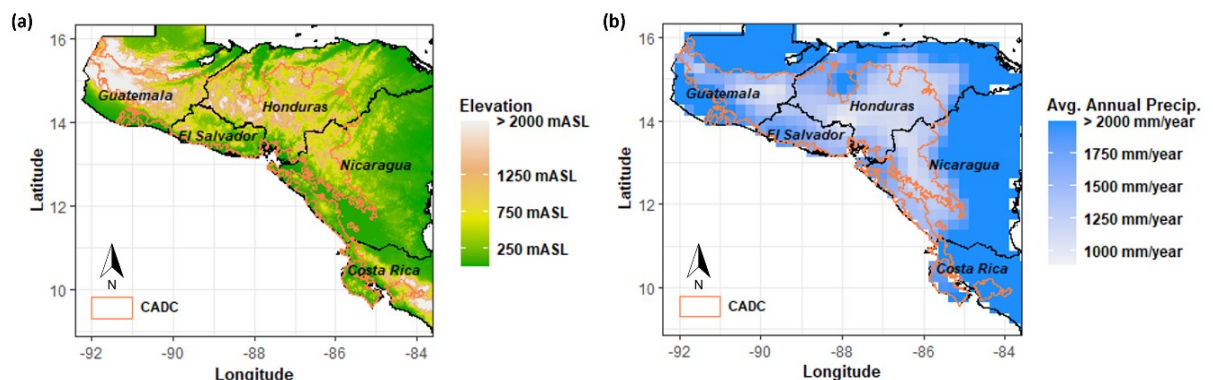 (a)
16
14
12
10
Latitude
-92
-90
-88
-86
-84
Longitude
Guatemala
Honduras
El Salvador
Nicaragua
Costa Rica
N
CADC
Elevation
> 2000 mASL
1250 mASL
750 mASL
250 mASL
(b)
16
14
12
10
Latitude
-92
-90
-88
-86
-84
Longitude
Guatemala
Honduras
El Salvador
Nicaragua
Costa Rica
N
CADC
Avg. Annual Precip.
> 2000 mm/year
1750 mm/year
1500 mm/year
1250 mm/year
1000 mm/year